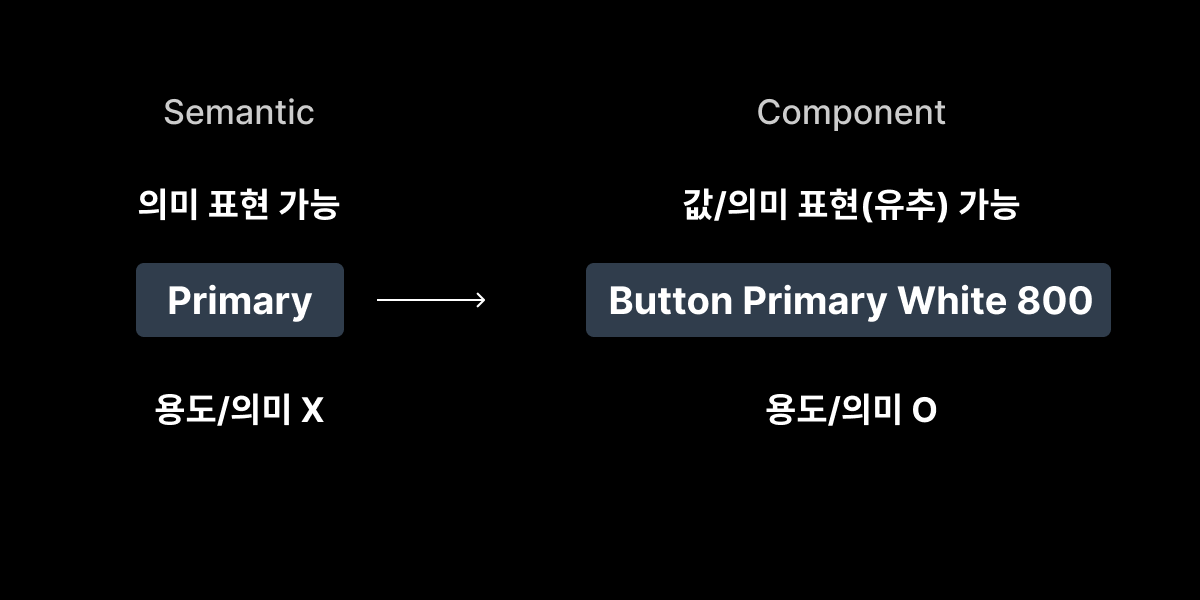 Semantic
의미 표현 가능
Primary
용도/의미 X
Component
값/의미 표현(유추) 가능
Button Primary White 800
용도/의미 O